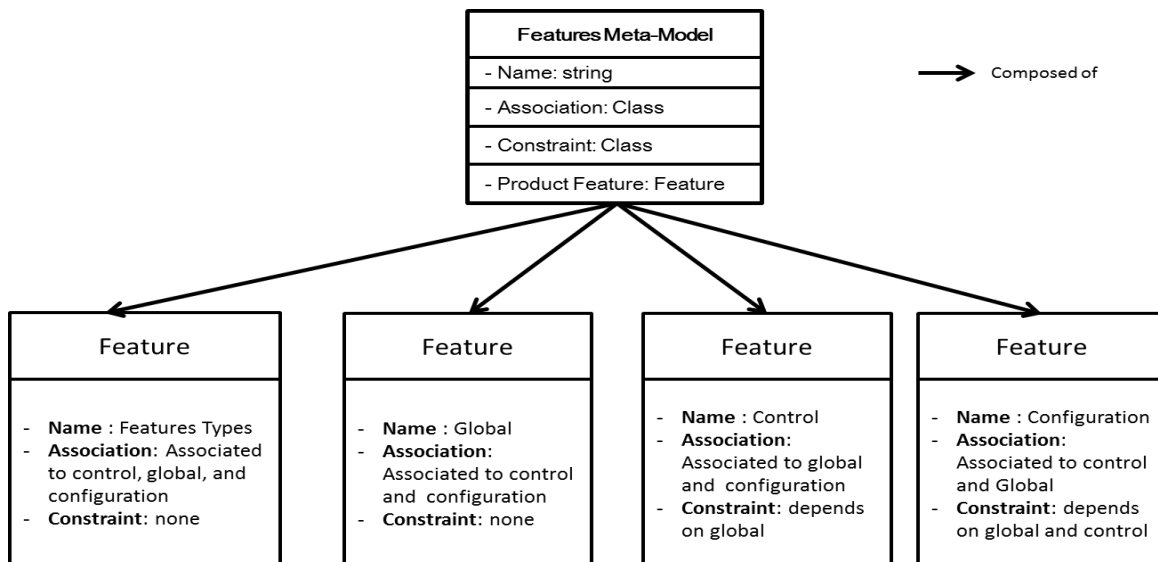 Features Meta-Model
- Name: string
- Association: Class
- Constraint: Class
- Product Feature: Feature
Composed of
Feature
- Name : Features Types
- Association: Associated
to control, global, and
configuration
- Constraint: none
Feature
- Name : Global
- Association:
Associated to control
and configuration
- Constraint: none
Feature
- Name : Control
- Association:
Associated to global
and configuration
- Constraint: depends
on global
Feature
- Name : Configuration
- Association:
Associated to control
and Global
- Constraint: depends
on global and control